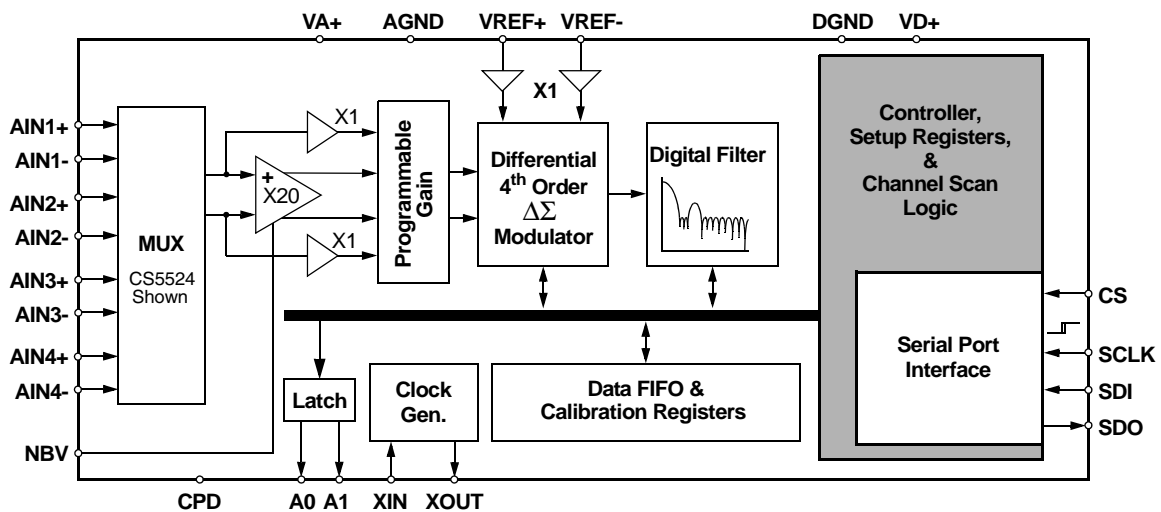 VA+
AGND
VREF+
VREF-
DGND
VD+
X1
AIN1+
AIN1-
AIN2+
AIN2-
AIN3+
AIN3-
AIN4+
AIN4-
NBV
MUX
CS5524
Shown
X1
+
X20
X1
Programmable
Gain
Differential
4th Order
ΔΣ
Modulator
Digital Filter
Controller,
Setup Registers,
&
Channel Scan
Logic
Serial Port
Interface
CS
SCLK
SDI
SDO
Latch
Clock
Gen.
Data FIFO &
Calibration Registers
CPD
A0
A1
XIN
XOUT